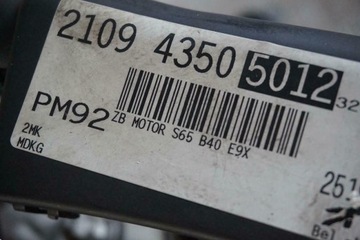 2109 4350 5012 32
PM92
ZB MOTOR S65 B40 E9X
2MK
MDKG
251
Bel